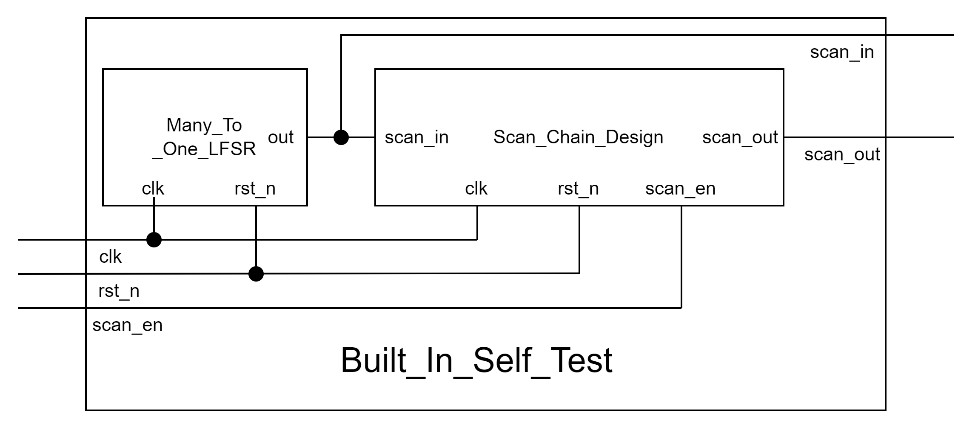 scan_in
Many_To
_One_LFSR
out
scan_in
Scan_Chain_Design
scan_out
scan_out
clk
rst_n
clk
rst_n
scan_en
clk
rst_n
scan_en
Built_In_Self_Test